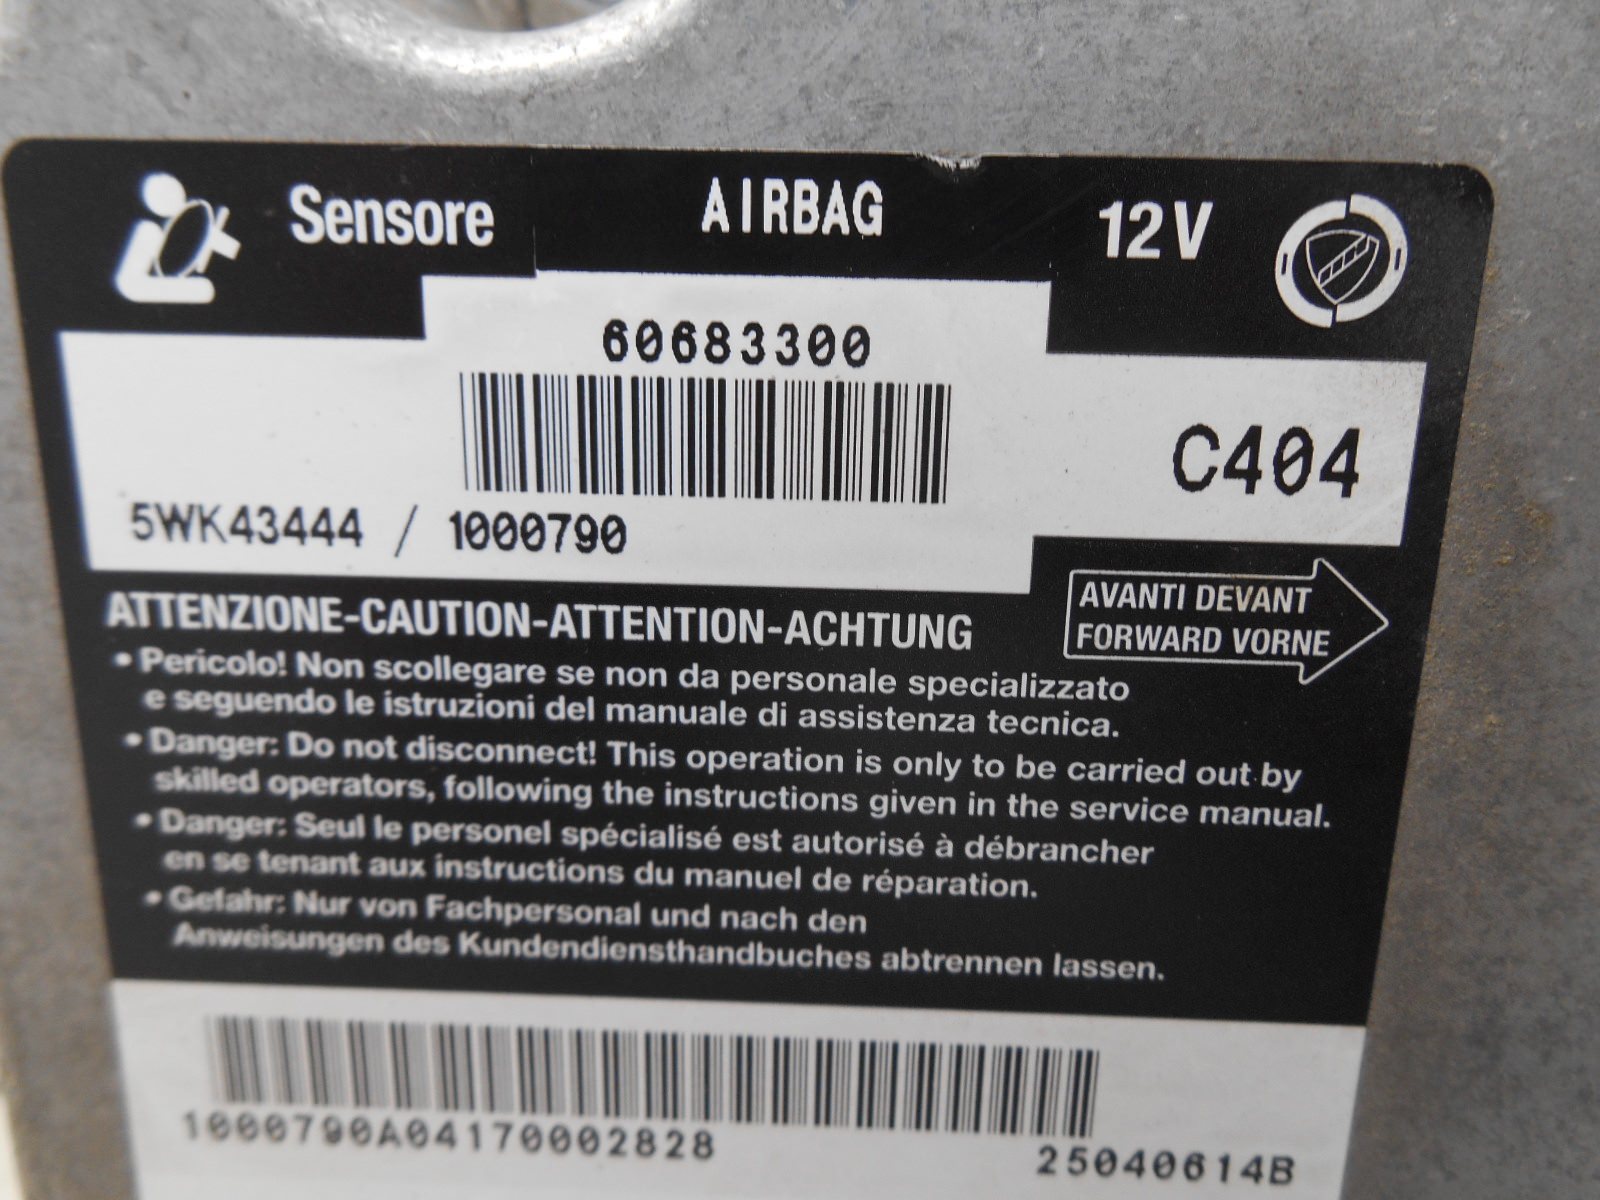 Sensore AIRBAG 12V
60683300
C404
5WK43444 / 1000790
AVANTI DEVANT
FORWARD VORNE
ATTENZIONE-CAUTION-ATTENTION-ACHTUNG
• Pericolo! Non scollegare se non da personale specializzato
e seguendo le istruzioni del manuale di assistenza tecnica.
• Danger: Do not disconnect! This operation is only to be carried out by
skilled operators, following the instructions given in the service manual.
• Danger: Seul le personel spécialisé est autorisé à débrancher
en se tenant aux instructions du manuel de réparation.
• Gefahr: Nur von Fachpersonal und nach den
Anweisungen des Kundendiensthandbuches abtrennen lassen.
1000790A04170002828
25040614B